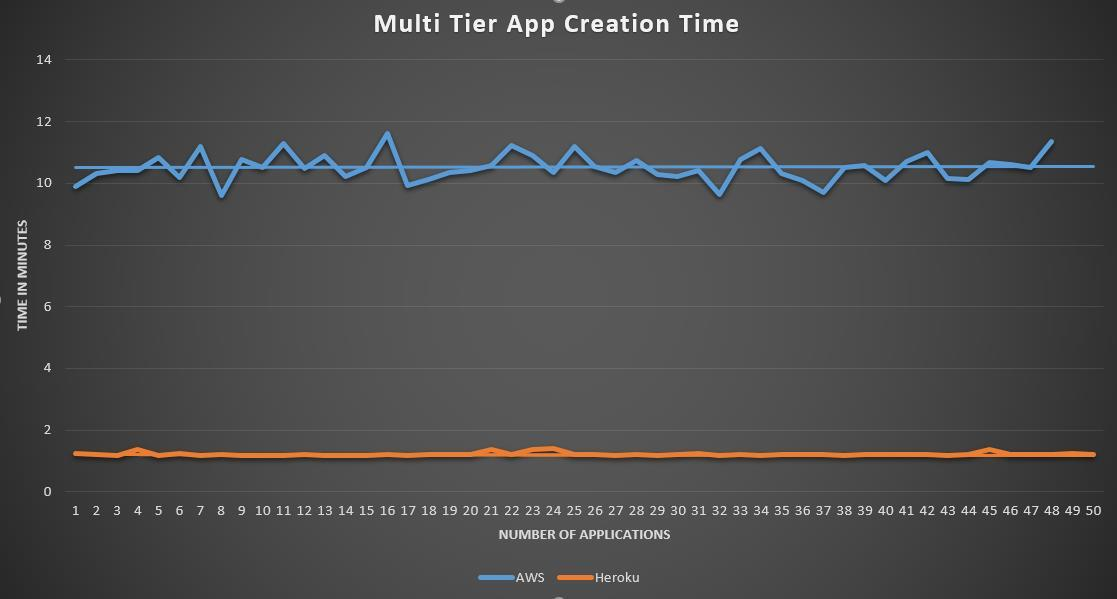 Multi Tier App Creation Time
14
12
10
8
6
4
2
0
TIME IN MINUTES
1 2 3 4 5 6 7 8 9 10 11 12 13 14 15 16 17 18 19 20 21 22 23 24 25 26 27 28 29 30 31 32 33 34 35 36 37 38 39 40 41 42 43 44 45 46 47 48 49 50
NUMBER OF APPLICATIONS
AWS Heroku